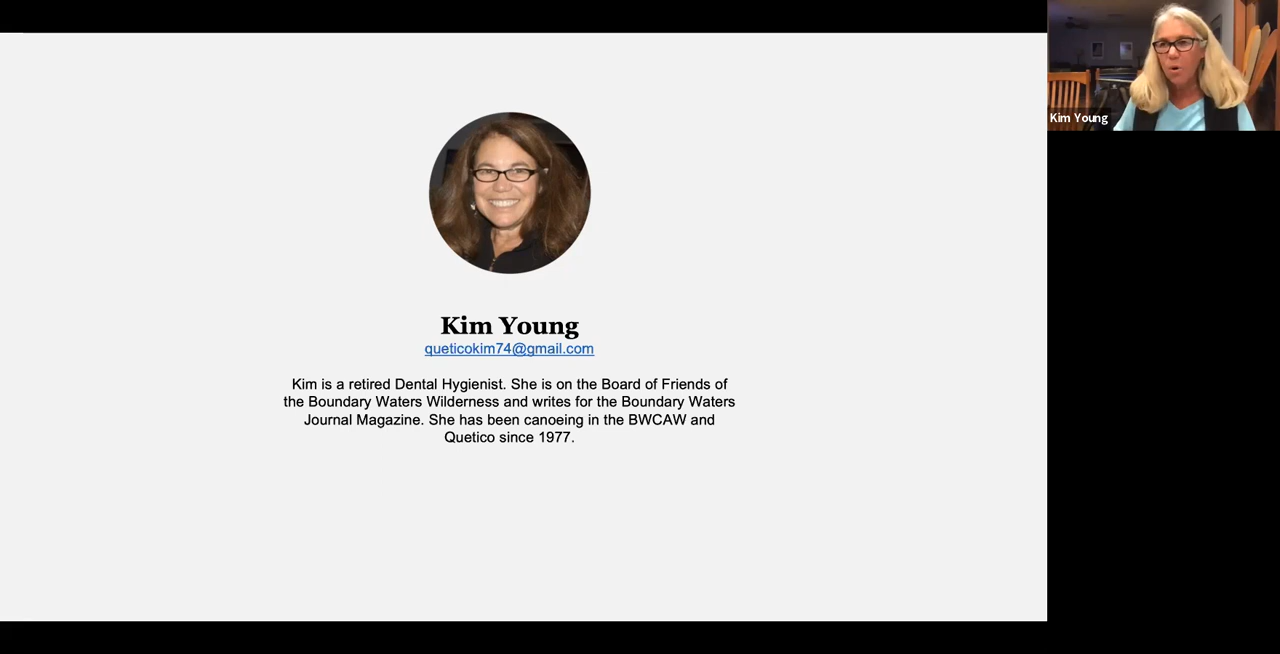 Kim Young
queticokim74@gmail.com
Kim is a retired Dental Hygienist. She is on the Board of Friends of
the Boundary Waters Wilderness and writes for the Boundary Waters
Journal Magazine. She has been canoeing in the BWCAW and
Quetico since 1977.
Kim Young